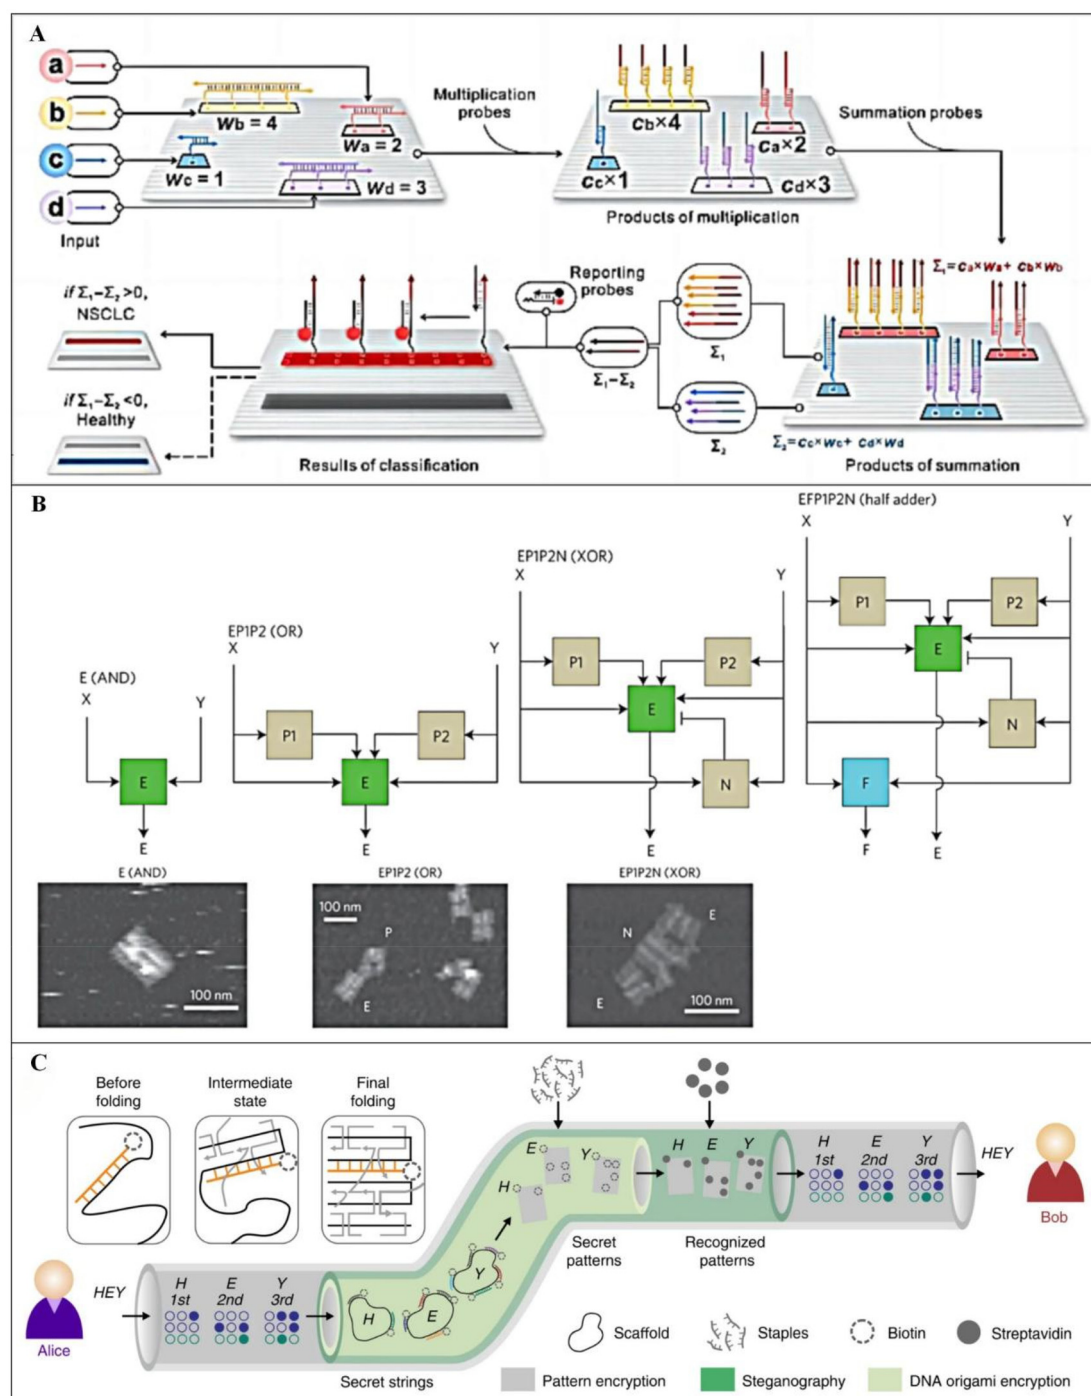 A
a
b
c
d
Input
Wb = 4
Wa = 2
Wc = 1
Wd = 3
Multiplication
probes
Cb×4
Ca×2
Cc×1
Cd×3
Products of multiplication
Summation probes
Σ1=Ca×Wa+ Cb×Wb
Σ2=Cc×Wc+ Cd×Wd
Products of summation
Σ1
Σ2
Σ1−Σ2
Reporting
probes
Results of classification
if Σ1−Σ2 >0,
NSCLC
if Σ1−Σ2 <0,
Healthy
B
E (AND)
X
Y
E
E
EP1P2 (OR)
X
Y
P1
P2
E
E
EP1P2N (XOR)
X
Y
P1
P2
E
N
E
EFP1P2N (half adder)
X
Y
P1
P2
E
N
F
F
E
E (AND)
100 nm
EP1P2 (OR)
100 nm
P
E
EP1P2N (XOR)
E
N
E
100 nm
C
Before
folding
Intermediate
state
Final
folding
Alice
HEY
H
1st
E
2nd
Y
3rd
Secret strings
H
E
Y
H
E
Y
Secret
patterns
H
E
Y
Recognized
patterns
H
1st
E
2nd
Y
3rd
HEY
Bob
Scaffold
Staples
Biotin
Streptavidin
Pattern encryption
Steganography
DNA origami encryption